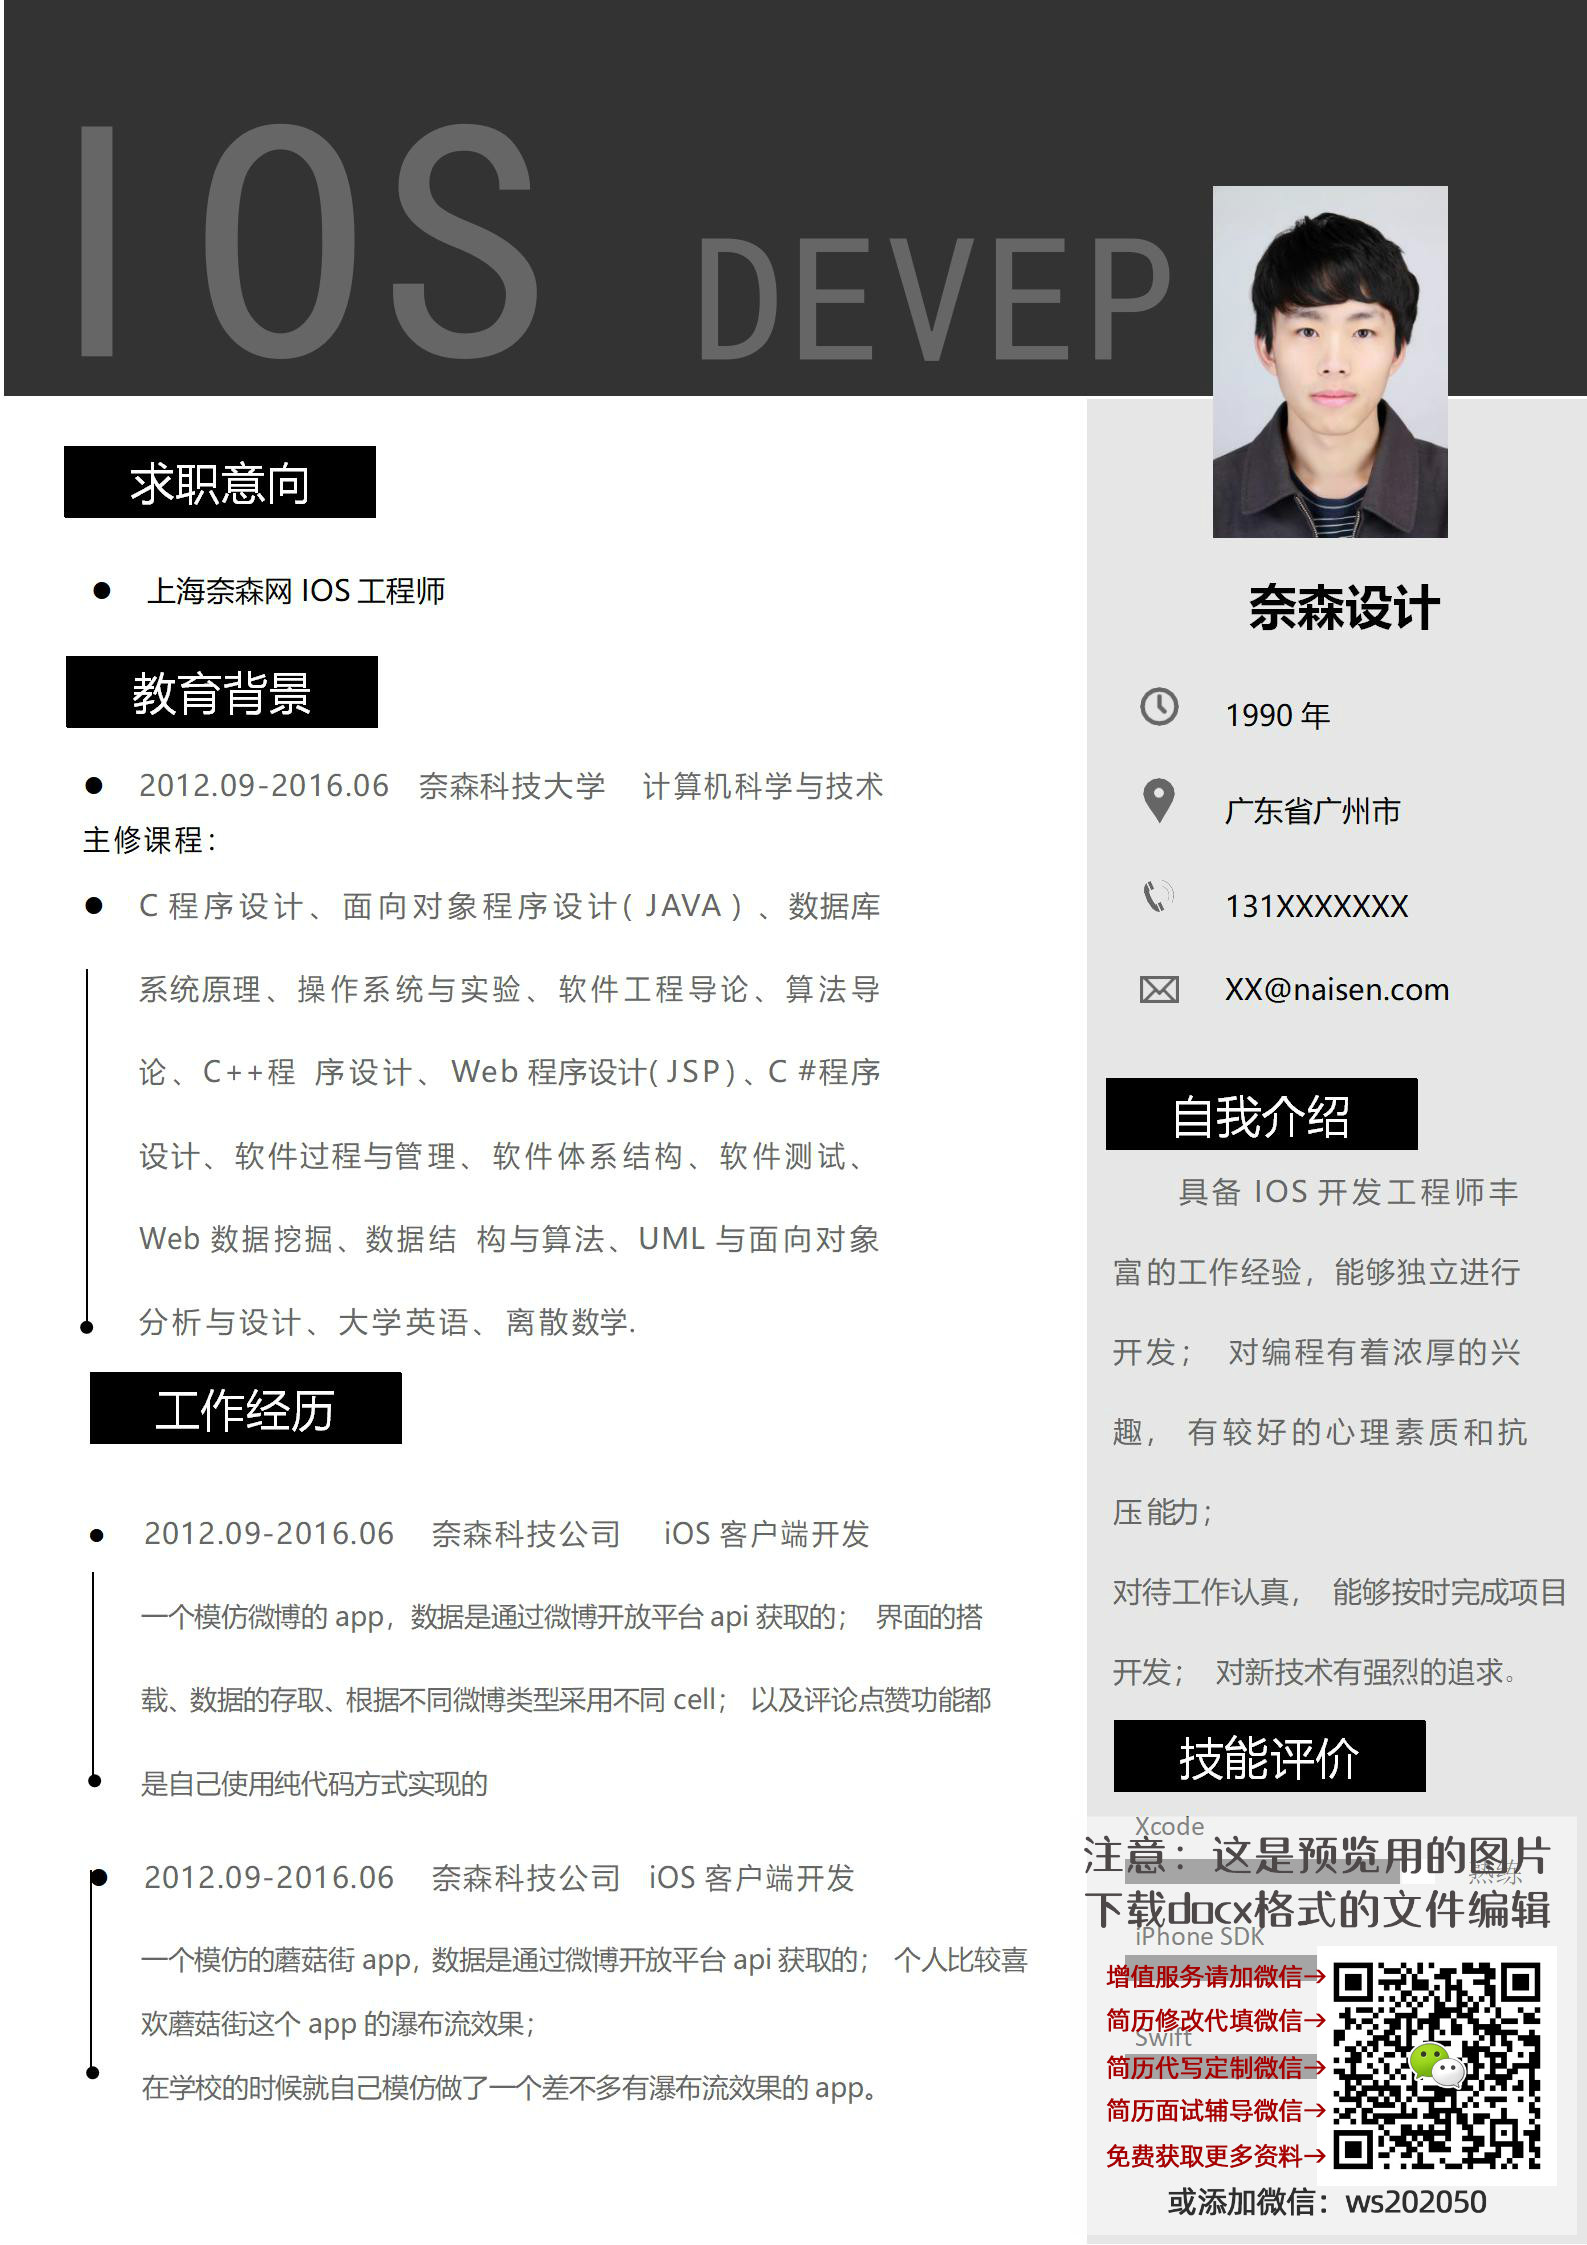 IOS DEVEP
求职意向
上海奈森网 IOS 工程师
教育背景
2012.09-2016.06 奈森科技大学 计算机科学与技术
主修课程：
C 程序设计、面向对象程序设计( JAVA ) 、数据库
系统原理、操作系统与实验、软件工程导论、算法导
论、C++程 序设计、Web 程序设计( JSP ) 、C #程序
设计、软件过程与管理、软件体系结构、软件测试、
Web 数据挖掘、数据结 构与算法、UML 与面向对象
分析与设计、大学英语、离散数学.
工作经历
2012.09-2016.06 奈森科技公司 iOS 客户端开发
一个模仿微博的 app，数据是通过微博开放平台 api 获取的； 界面的搭
载、数据的存取、根据不同微博类型采用不同 cell； 以及评论点赞功能都
是自己使用纯代码方式实现的
2012.09-2016.06 奈森科技公司 iOS 客户端开发
一个模仿的蘑菇街 app，数据是通过微博开放平台 api 获取的； 个人比较喜
欢蘑菇街这个 app 的瀑布流效果；
在学校的时候就自己模仿做了一个差不多有瀑布流效果的 app。
奈森设计
1990 年
广东省广州市
131XXXXXXX
XX@naisen.com
自我介绍
具备 IOS 开发工程师丰
富的工作经验，能够独立进行
开发； 对编程有着浓厚的兴
趣， 有较好的心理素质和抗
压能力；
对待工作认真， 能够按时完成项目
开发； 对新技术有强烈的追求。
技能评价
Xcode
注意：这是预览用的图片
熟练
下载docx格式的文件编辑
iPhone SDK
增值服务请加微信→
简历修改代填微信→
Swift
简历代写定制微信→
简历面试辅导微信→
免费获取更多资料→
或添加微信：ws202050